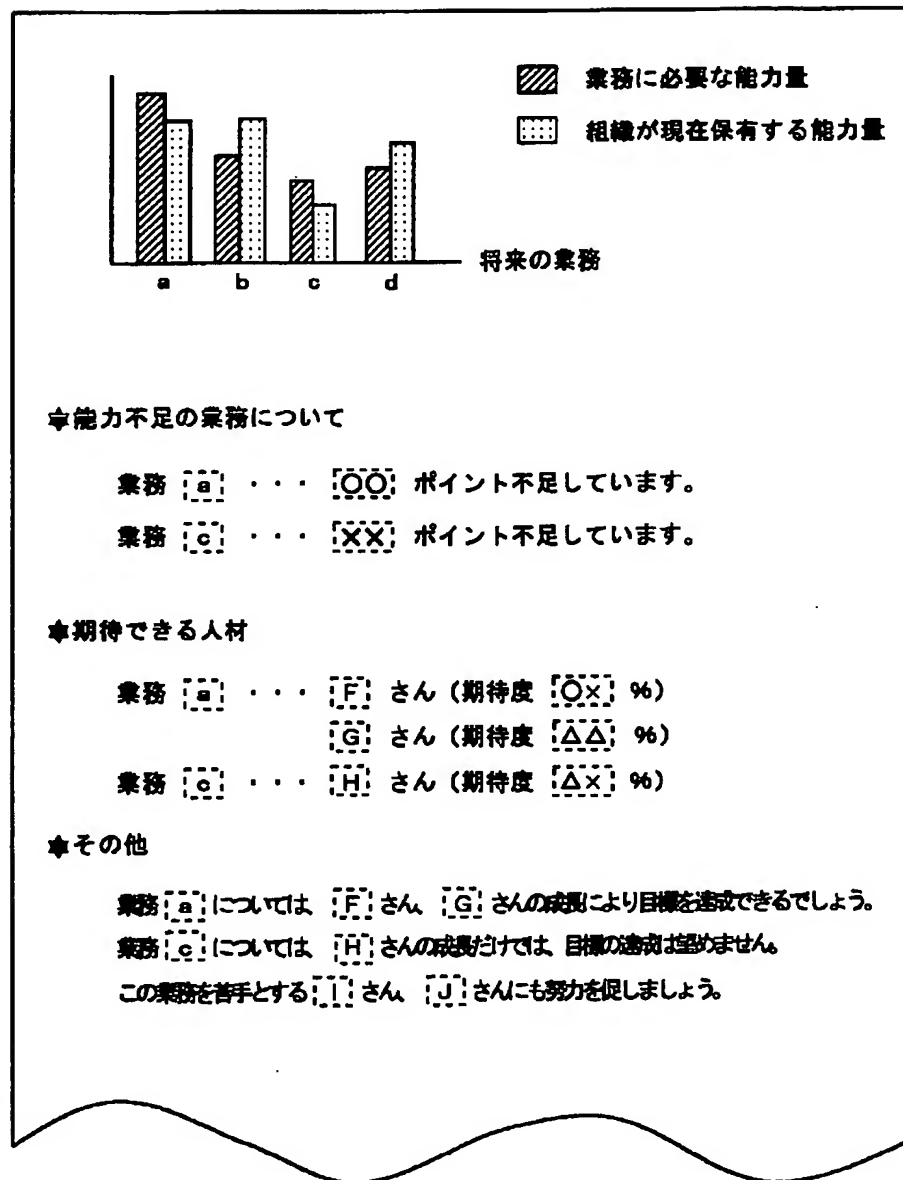 業務に必要な能力量
組織が現在保有する能力量
将来の業務
a b c d
✡能力不足の業務について
業務 a ・・・ ○○ ポイント不足しています。
業務 c ・・・ ×× ポイント不足しています。
✡期待できる人材
業務 a ・・・ F さん（期待度 ○× %）
G さん（期待度 △△ %）
業務 c ・・・ H さん（期待度 △× %）
✡その他
業務 a については、 F さん、 G さんの成長により目標を達成できるでしょう。
業務 c については、 H さんの成長だけでは、目標の達成は望めません。
この業務を苦手とする I さん、 J さんにも努力を促しましょう。